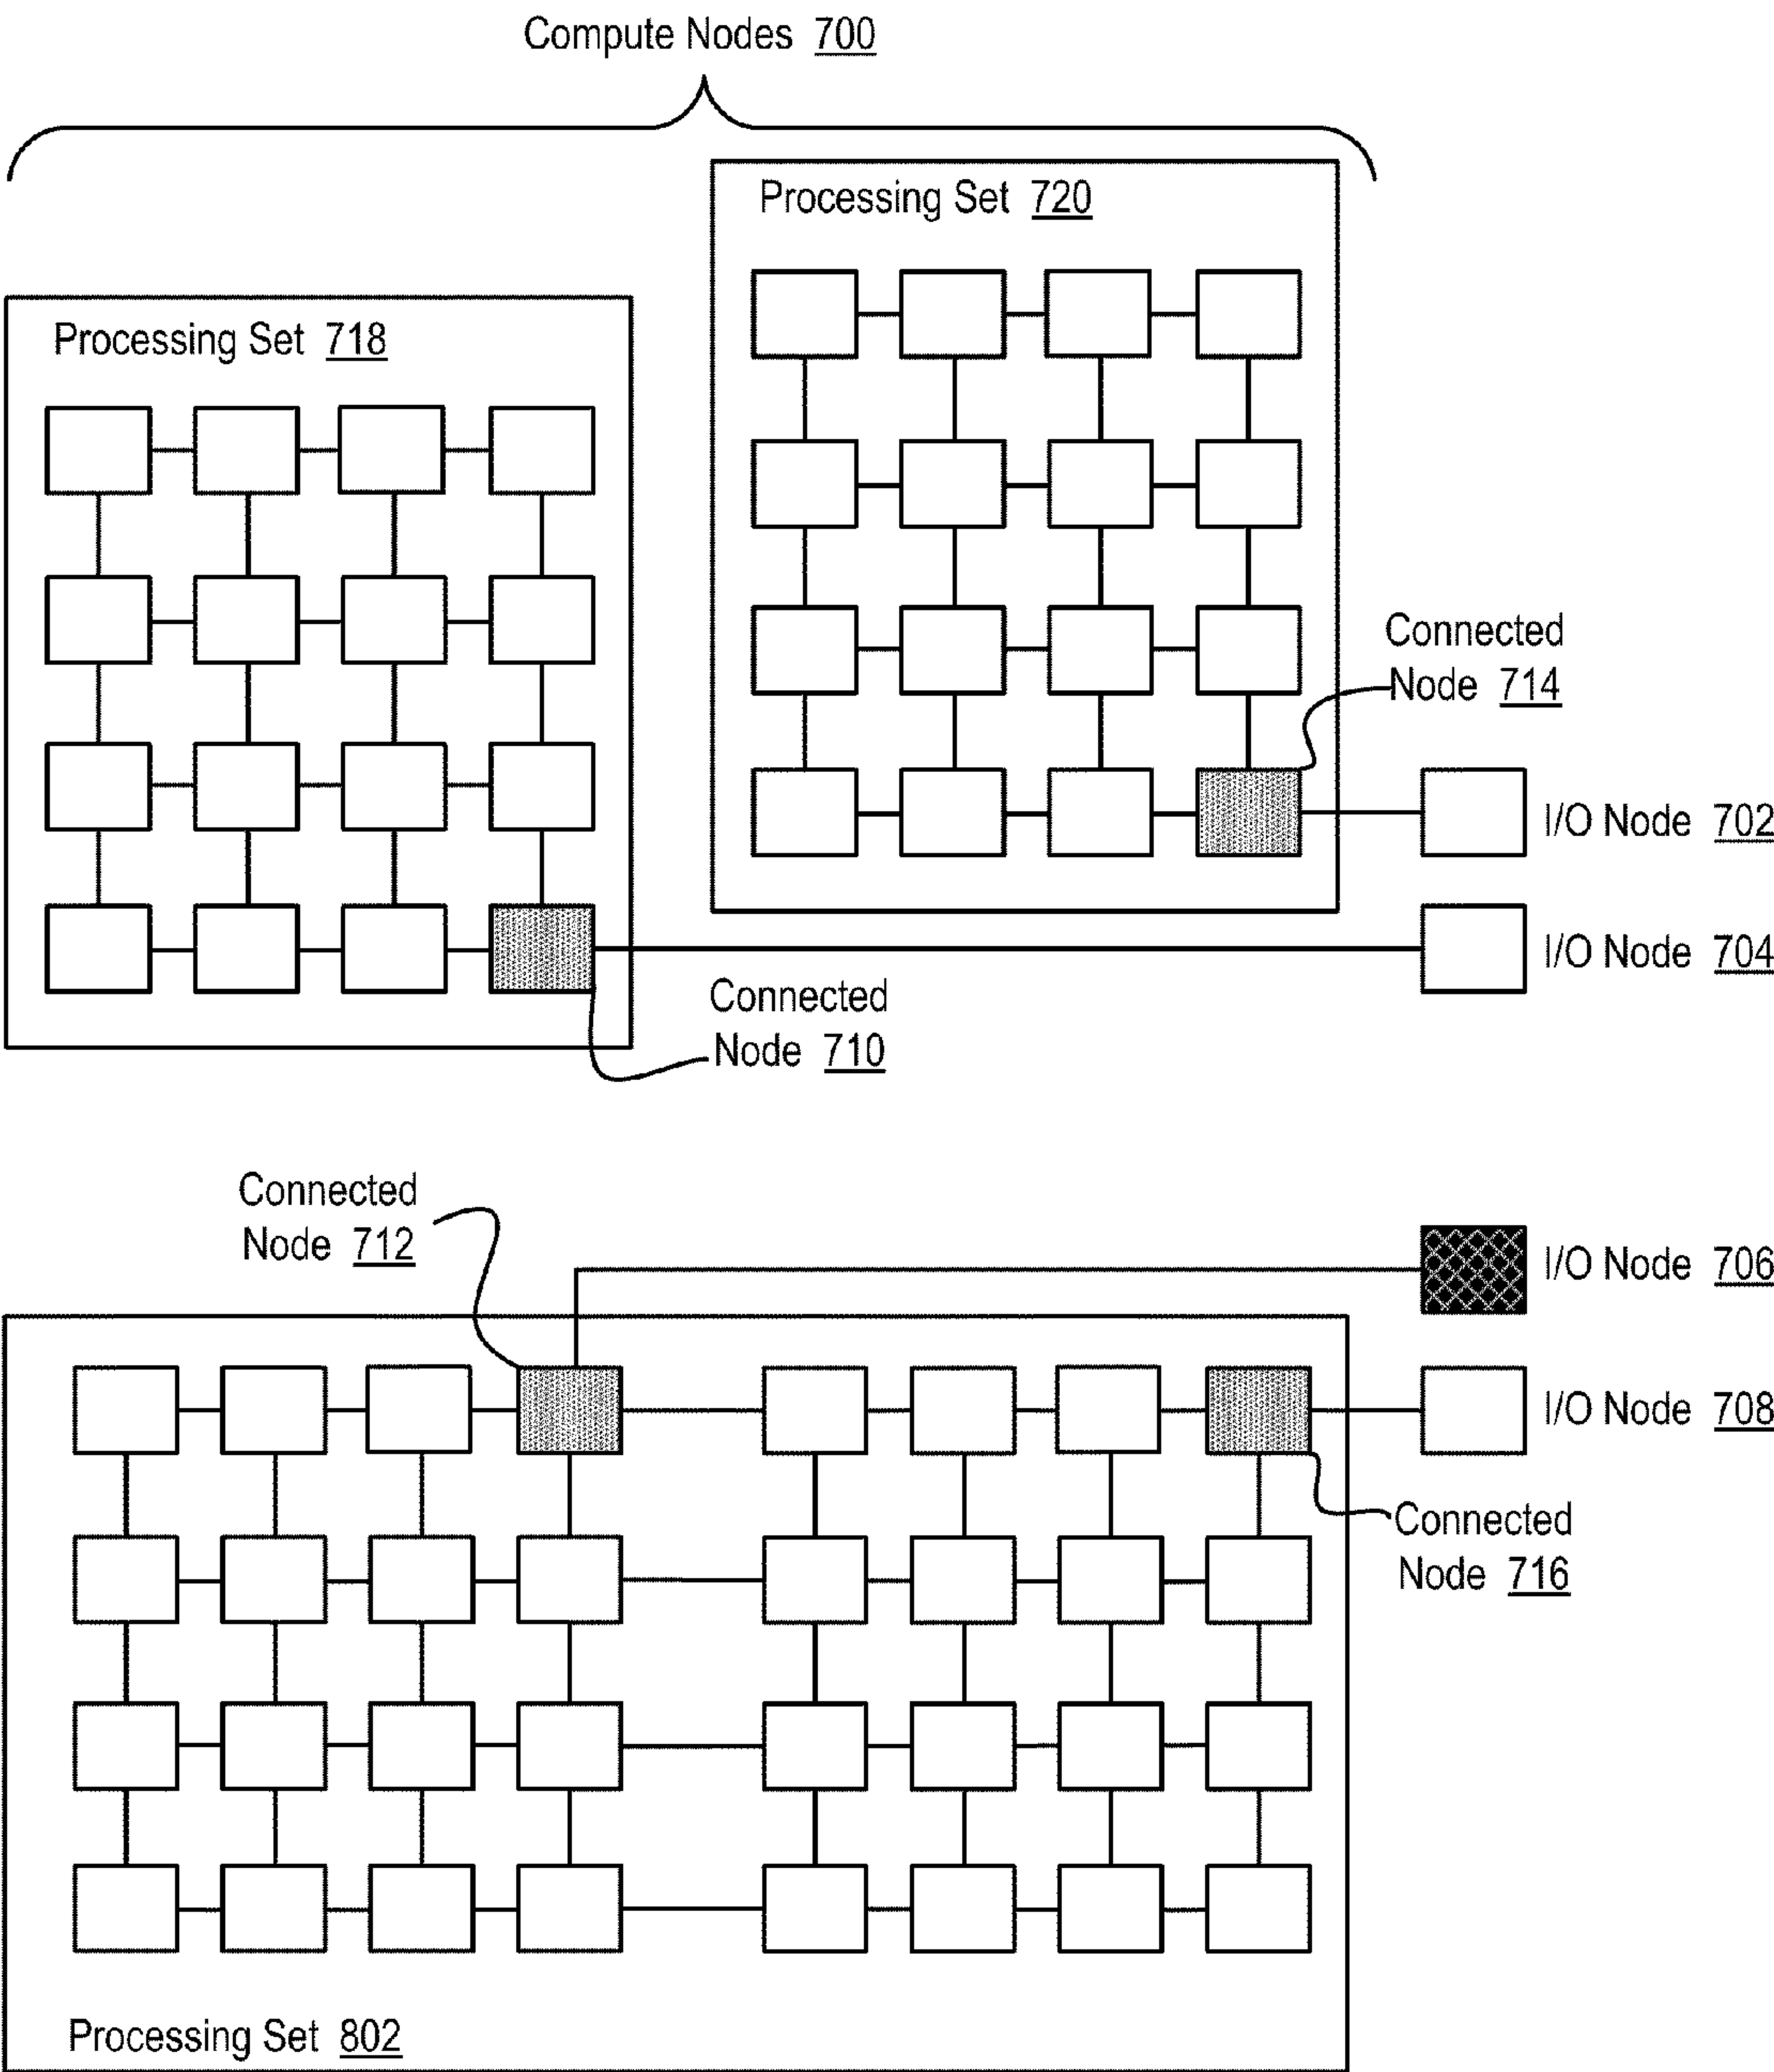 Compute Nodes 700
Processing Set 720
Processing Set 718
Connected
Node 714
I/O Node 702
I/O Node 704
Connected
Node 710
Connected
Node 712
I/O Node 706
I/O Node 708
Connected
Node 716
Processing Set 802